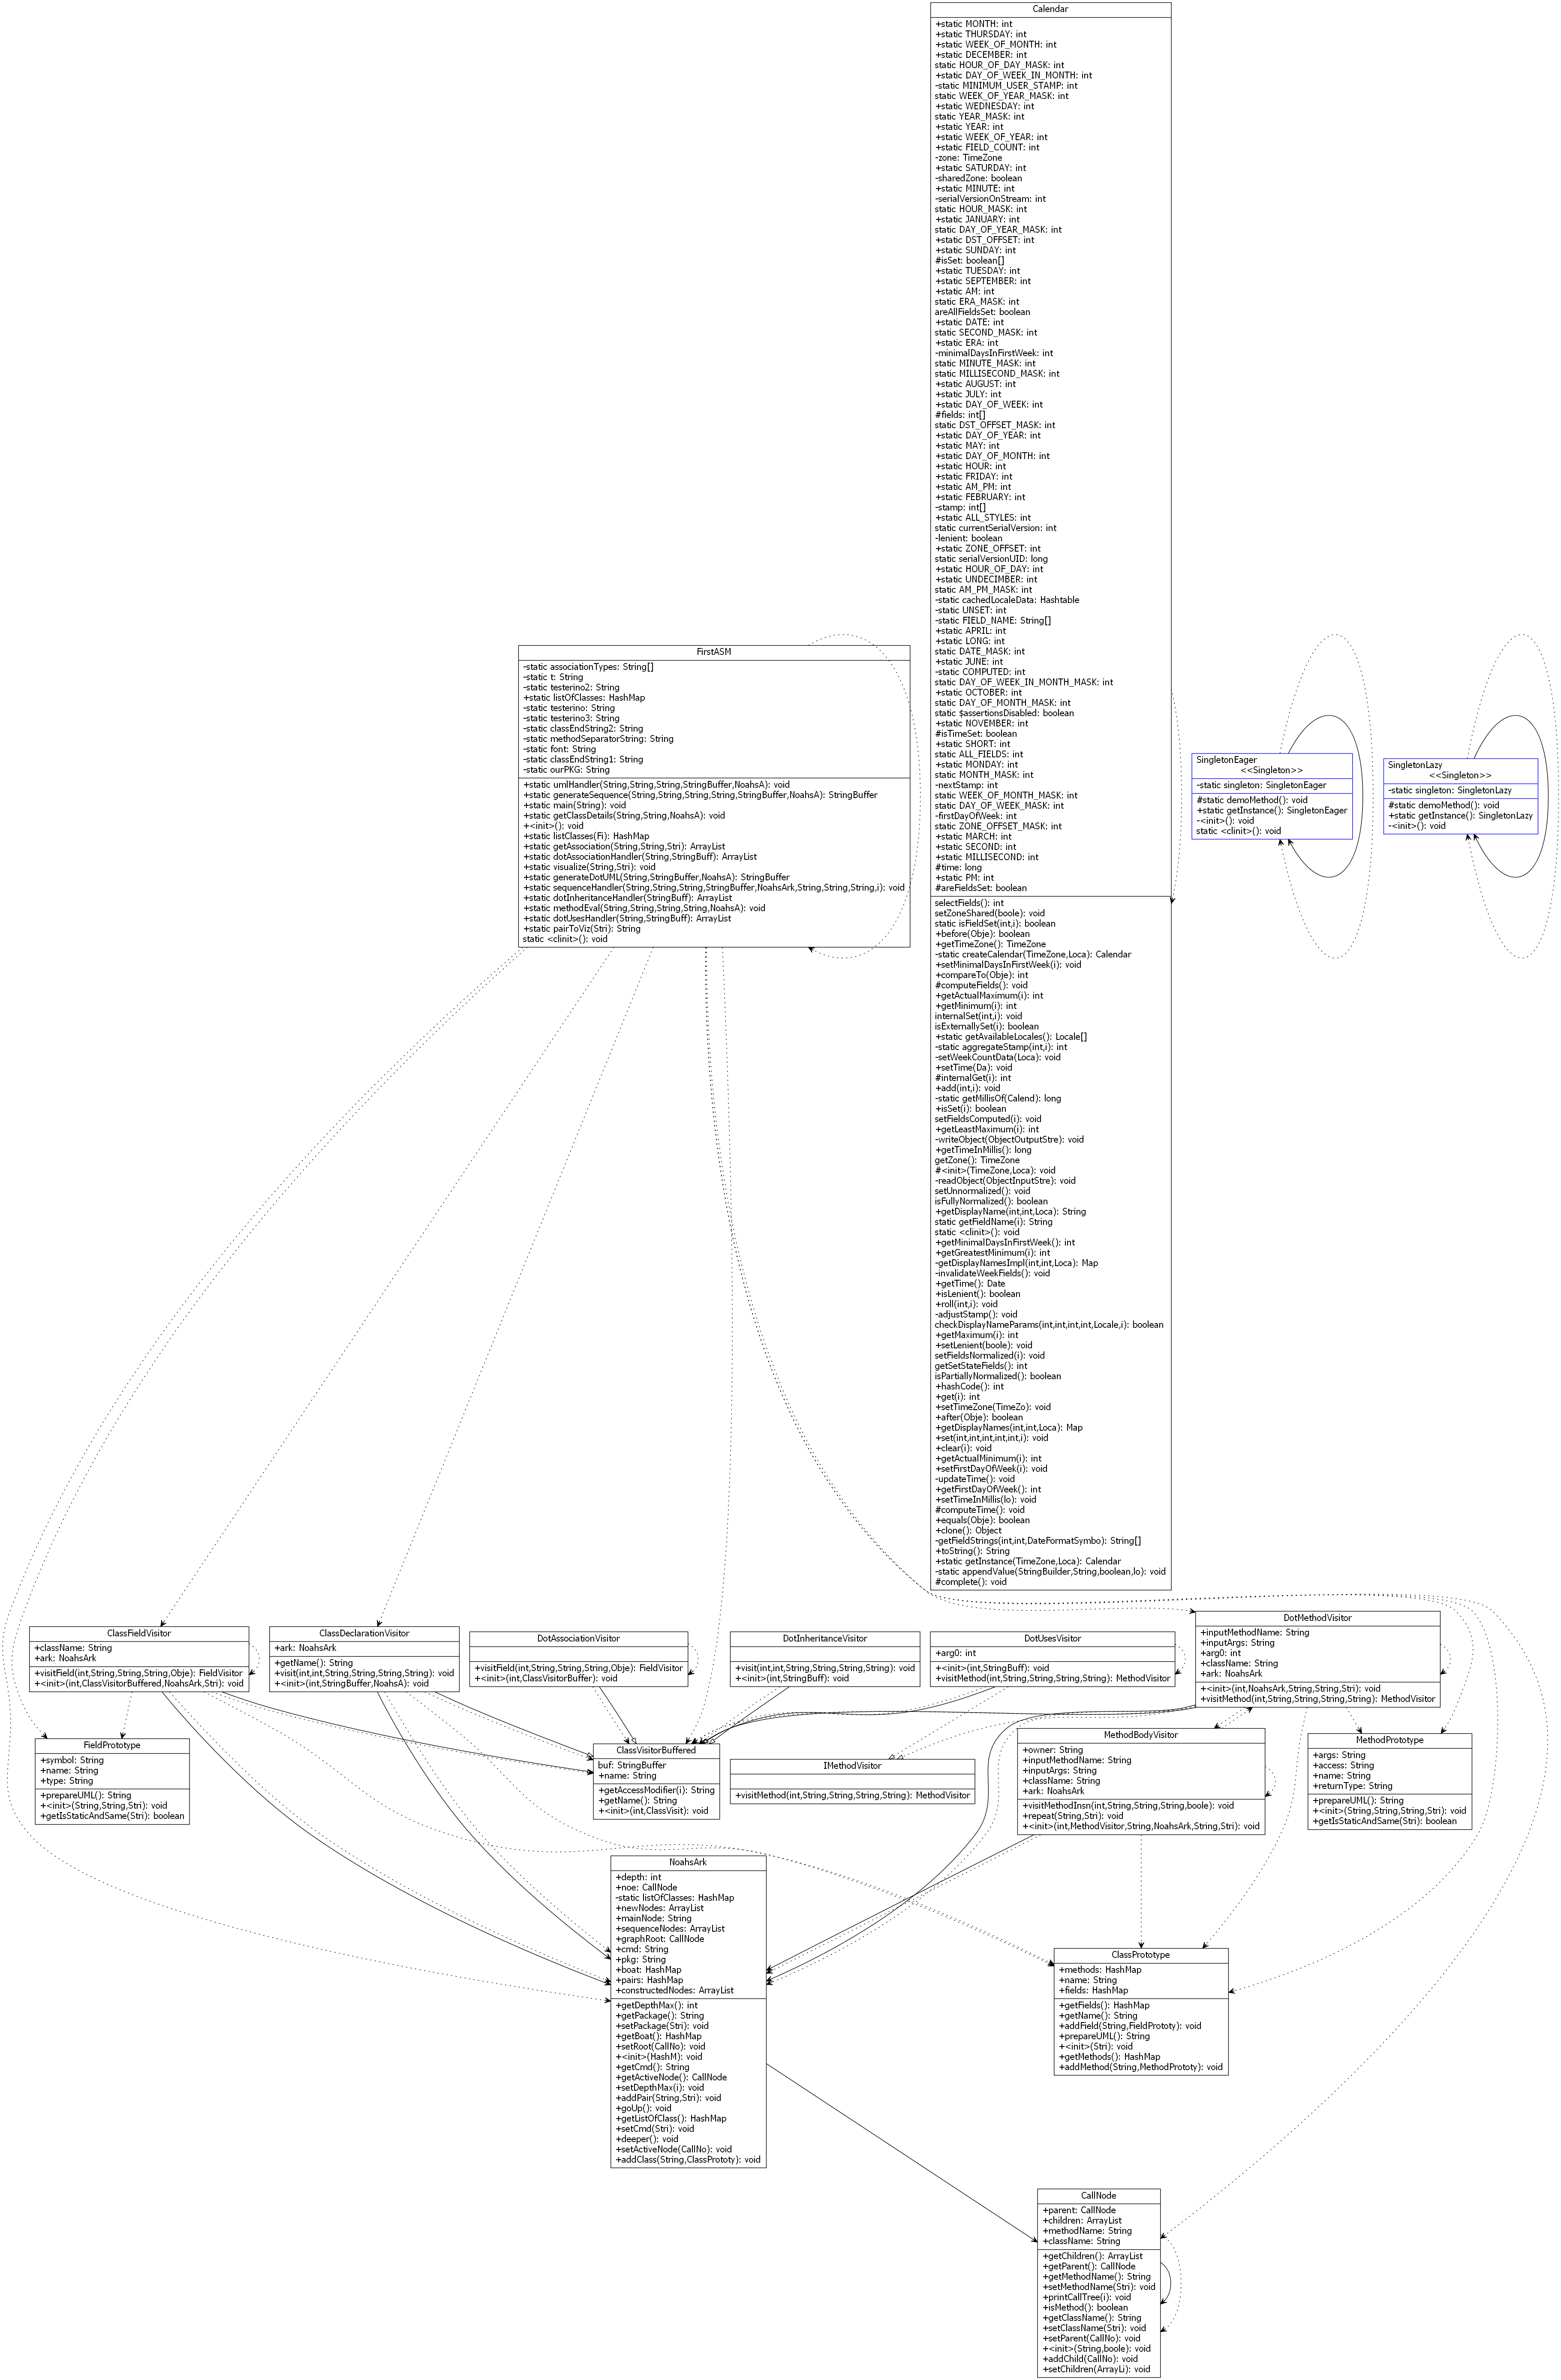 Calendar
+static MONTH: int
+static THURSDAY: int
+static WEEK_OF_MONTH: int
+static DECEMBER: int
static HOUR_OF_DAY_MASK: int
+static DAY_OF_WEEK_IN_MONTH: int
-static MINIMUM_USER_STAMP: int
static WEEK_OF_YEAR_MASK: int
+static WEDNESDAY: int
static YEAR_MASK: int
+static YEAR: int
+static WEEK_OF_YEAR: int
+static FIELD_COUNT: int
-zone: TimeZone
+static SATURDAY: int
-sharedZone: boolean
+static MINUTE: int
-serialVersionOnStream: int
static HOUR_MASK: int
+static JANUARY: int
static DAY_OF_YEAR_MASK: int
+static DST_OFFSET: int
+static SUNDAY: int
#isSet: boolean[]
+static TUESDAY: int
+static SEPTEMBER: int
+static AM: int
static ERA_MASK: int
areAllFieldsSet: boolean
+static DATE: int
static SECOND_MASK: int
+static ERA: int
-minimalDaysInFirstWeek: int
static MINUTE_MASK: int
static MILLISECOND_MASK: int
+static AUGUST: int
+static JULY: int
+static DAY_OF_WEEK: int
#fields: int[]
static DST_OFFSET_MASK: int
+static DAY_OF_YEAR: int
+static MAY: int
+static DAY_OF_MONTH: int
+static HOUR: int
+static FRIDAY: int
+static AM_PM: int
+static FEBRUARY: int
-stamp: int[]
+static ALL_STYLES: int
static currentSerialVersion: int
-lenient: boolean
+static ZONE_OFFSET: int
static serialVersionUID: long
+static HOUR_OF_DAY: int
+static UNDECIMBER: int
static AM_PM_MASK: int
-static cachedLocaleData: Hashtable
-static UNSET: int
-static FIELD_NAME: String[]
+static APRIL: int
+static LONG: int
static DATE_MASK: int
+static JUNE: int
-static COMPUTED: int
static DAY_OF_WEEK_IN_MONTH_MASK: int
+static OCTOBER: int
static DAY_OF_MONTH_MASK: int
static $assertionsDisabled: boolean
+static NOVEMBER: int
#isTimeSet: boolean
+static SHORT: int
static ALL_FIELDS: int
+static MONDAY: int
static MONTH_MASK: int
-nextStamp: int
static WEEK_OF_MONTH_MASK: int
static DAY_OF_WEEK_MASK: int
-firstDayOfWeek: int
static ZONE_OFFSET_MASK: int
+static MARCH: int
+static SECOND: int
+static MILLISECOND: int
#time: long
+static PM: int
#areFieldsSet: boolean
selectFields(): int
setZoneShared(boole): void
static isFieldSet(int,i): boolean
+before(Obje): boolean
+getTimeZone(): TimeZone
-static createCalendar(TimeZone,Loca): Calendar
+setMinimalDaysInFirstWeek(i): void
+compareTo(Obje): int
#computeFields(): void
+getActualMaximum(i): int
+getMinimum(i): int
internalSet(int,i): void
isExternallySet(i): boolean
+static getAvailableLocales(): Locale[]
-static aggregateStamp(int,i): int
-setWeekCountData(Loca): void
+setTime(Da): void
#internalGet(i): int
+add(int,i): void
-static getMillisOf(Calend): long
+isSet(i): boolean
setFieldsComputed(i): void
+getLeastMaximum(i): int
-writeObject(ObjectOutputStre): void
+getTimeInMillis(): long
getZone(): TimeZone
#<init>(TimeZone,Loca): void
-readObject(ObjectInputStre): void
setUnnormalized(): void
isFullyNormalized(): boolean
+getDisplayName(int,int,Loca): String
static getFieldName(i): String
static <clinit>(): void
+getMinimalDaysInFirstWeek(): int
+getGreatestMinimum(i): int
-getDisplayNamesImpl(int,int,Loca): Map
-invalidateWeekFields(): void
+getTime(): Date
+isLenient(): boolean
+roll(int,i): void
-adjustStamp(): void
checkDisplayNameParams(int,int,int,int,Locale,i): boolean
+getMaximum(i): int
+setLenient(boole): void
setFieldsNormalized(i): void
getSetStateFields(): int
isPartiallyNormalized(): boolean
+hashCode(): int
+get(i): int
+setTimeZone(TimeZo): void
+after(Obje): boolean
+getDisplayNames(int,int,Loca): Map
+set(int,int,int,int,int,i): void
+clear(i): void
+getActualMinimum(i): int
+setFirstDayOfWeek(i): void
-updateTime(): void
+getFirstDayOfWeek(): int
+setTimeInMillis(lo): void
#computeTime(): void
+equals(Obje): boolean
+clone(): Object
-getFieldStrings(int,int,DateFormatSymbo): String[]
+toString(): String
+static getInstance(TimeZone,Loca): Calendar
-static appendValue(StringBuilder,String,boolean,lo): void
#complete(): void
FirstASM
-static associationTypes: String[]
-static t: String
-static testerino2: String
+static listOfClasses: HashMap
-static testerino: String
-static testerino3: String
-static classEndString2: String
-static methodSeparatorString: String
-static font: String
-static classEndString1: String
-static ourPKG: String
+static umlHandler(String,String,String,StringBuffer,NoahsA): void
+static generateSequence(String,String,String,String,StringBuffer,NoahsA): StringBuffer
+static main(String): void
+static getClassDetails(String,String,NoahsA): void
+<init>(): void
+static listClasses(Fi): HashMap
+static getAssociation(String,String,Stri): ArrayList
+static dotAssociationHandler(String,StringBuff): ArrayList
+static visualize(String,Stri): void
+static generateDotUML(String,StringBuffer,NoahsA): StringBuffer
+static sequenceHandler(String,String,String,StringBuffer,NoahsArk,String,String,String,i): void
+static dotInheritanceHandler(StringBuff): ArrayList
+static methodEval(String,String,String,String,NoahsA): void
+static dotUsesHandler(String,StringBuff): ArrayList
+static pairToViz(Stri): String
static <clinit>(): void
SingletonEager
<<Singleton>>
-static singleton: SingletonEager
#static demoMethod(): void
+static getInstance(): SingletonEager
-<init>(): void
static <clinit>(): void
SingletonLazy
<<Singleton>>
-static singleton: SingletonLazy
#static demoMethod(): void
+static getInstance(): SingletonLazy
-<init>(): void
ClassFieldVisitor
+className: String
+ark: NoahsArk
+visitField(int,String,String,String,Obje): FieldVisitor
+<init>(int,ClassVisitorBuffered,NoahsArk,Stri): void
ClassDeclarationVisitor
+ark: NoahsArk
+getName(): String
+visit(int,int,String,String,String,String): void
+<init>(int,StringBuffer,NoahsA): void
DotAssociationVisitor
+visitField(int,String,String,String,Obje): FieldVisitor
+<init>(int,ClassVisitorBuffer): void
DotInheritanceVisitor
+visit(int,int,String,String,String,String): void
+<init>(int,StringBuff): void
DotUsesVisitor
+arg0: int
+<init>(int,StringBuff): void
+visitMethod(int,String,String,String,String): MethodVisitor
DotMethodVisitor
+inputMethodName: String
+inputArgs: String
+arg0: int
+className: String
+ark: NoahsArk
+<init>(int,NoahsArk,String,String,Stri): void
+visitMethod(int,String,String,String,String): MethodVisitor
FieldPrototype
+symbol: String
+name: String
+type: String
+prepareUML(): String
+<init>(String,String,Stri): void
+getIsStaticAndSame(Stri): boolean
ClassVisitorBuffered
buf: StringBuffer
+name: String
+getAccessModifier(i): String
+getName(): String
+<init>(int,ClassVisit): void
IMethodVisitor
+visitMethod(int,String,String,String,String): MethodVisitor
MethodBodyVisitor
+owner: String
+inputMethodName: String
+inputArgs: String
+className: String
+ark: NoahsArk
+visitMethodInsn(int,String,String,String,boole): void
+repeat(String,Stri): void
+<init>(int,MethodVisitor,String,NoahsArk,String,Stri): void
MethodPrototype
+args: String
+access: String
+name: String
+returnType: String
+prepareUML(): String
+<init>(String,String,String,Stri): void
+getIsStaticAndSame(Stri): boolean
NoahsArk
+depth: int
+noe: CallNode
-static listOfClasses: HashMap
+newNodes: ArrayList
+mainNode: String
+sequenceNodes: ArrayList
+graphRoot: CallNode
+cmd: String
+pkg: String
+boat: HashMap
+pairs: HashMap
+constructedNodes: ArrayList
+getDepthMax(): int
+getPackage(): String
+setPackage(Stri): void
+getBoat(): HashMap
+setRoot(CallNo): void
+<init>(HashM): void
+getCmd(): String
+getActiveNode(): CallNode
+setDepthMax(i): void
+addPair(String,Stri): void
+goUp(): void
+getListOfClass(): HashMap
+setCmd(Stri): void
+deeper(): void
+setActiveNode(CallNo): void
+addClass(String,ClassPrototy): void
ClassPrototype
+methods: HashMap
+name: String
+fields: HashMap
+getFields(): HashMap
+getName(): String
+addField(String,FieldPrototy): void
+prepareUML(): String
+<init>(Stri): void
+getMethods(): HashMap
+addMethod(String,MethodPrototy): void
CallNode
+parent: CallNode
+children: ArrayList
+methodName: String
+className: String
+getChildren(): ArrayList
+getParent(): CallNode
+getMethodName(): String
+setMethodName(Stri): void
+printCallTree(i): void
+isMethod(): boolean
+getClassName(): String
+setClassName(Stri): void
+setParent(CallNo): void
+<init>(String,boole): void
+addChild(CallNo): void
+setChildren(ArrayLi): void